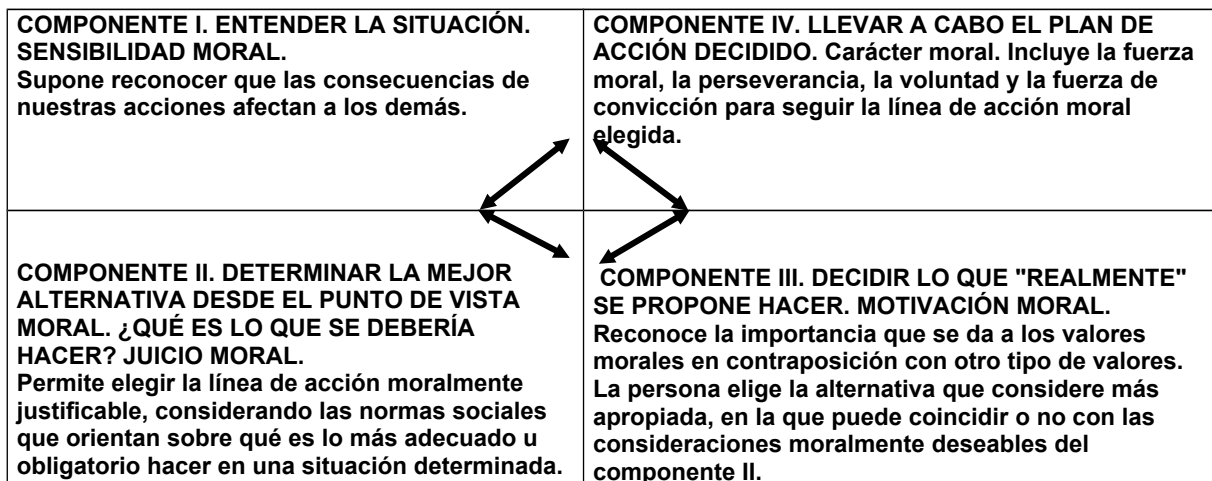 COMPONENTE I. ENTENDER LA SITUACIÓN.
SENSIBILIDAD MORAL.
Supone reconocer que las consecuencias de
nuestras acciones afectan a los demás.
COMPONENTE IV. LLEVAR A CABO EL PLAN DE
ACCIÓN DECIDIDO. Carácter moral. Incluye la fuerza
moral, la perseverancia, la voluntad y la fuerza de
convicción para seguir la línea de acción moral
elegida.
COMPONENTE II. DETERMINAR LA MEJOR
ALTERNATIVA DESDE EL PUNTO DE VISTA
MORAL. ¿QUÉ ES LO QUE SE DEBERÍA
HACER? JUICIO MORAL.
Permite elegir la línea de acción moralmente
justificable, considerando las normas sociales
que orientan sobre qué es lo más adecuado u
obligatorio hacer en una situación determinada.
COMPONENTE III. DECIDIR LO QUE "REALMENTE"
SE PROPONE HACER. MOTIVACIÓN MORAL.
Reconoce la importancia que se da a los valores
morales en contraposición con otro tipo de valores.
La persona elige la alternativa que considere más
apropiada, en la que puede coincidir o no con las
consideraciones moralmente deseables del
componente II.